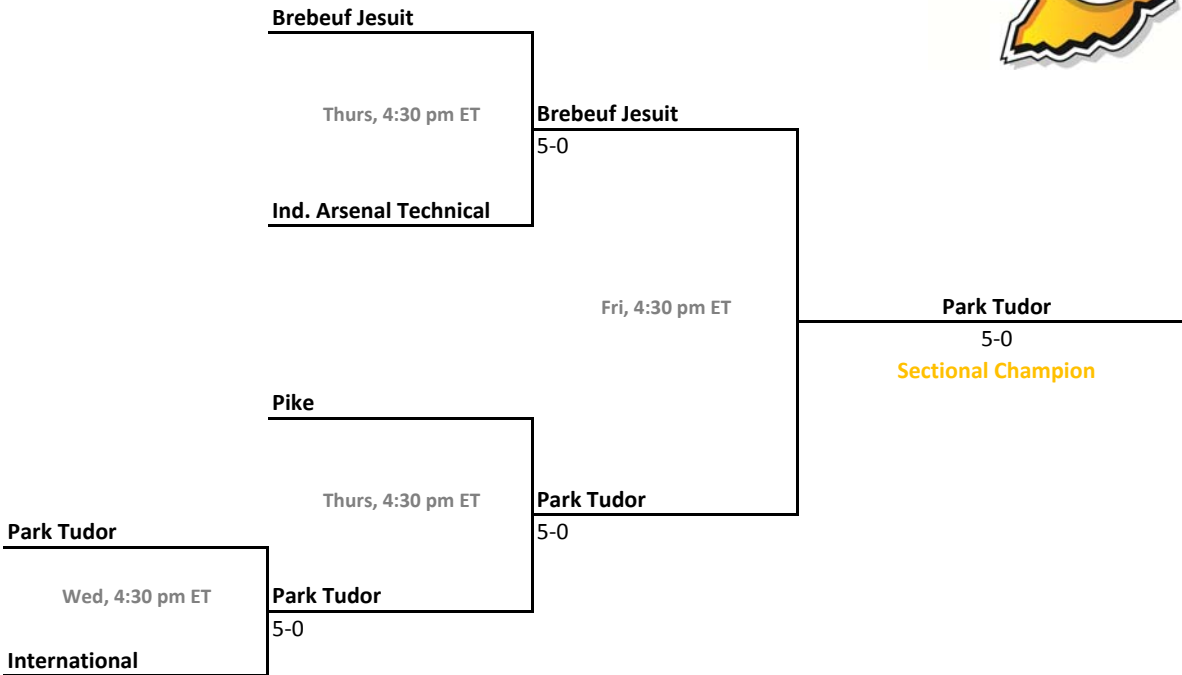 Brebeuf Jesuit
Thurs, 4:30 pm ET
Brebeuf Jesuit
5-0
Ind. Arsenal Technical
Fri, 4:30 pm ET
Park Tudor
5-0
Sectional Champion
Pike
Thurs, 4:30 pm ET
Park Tudor
5-0
Park Tudor
Wed, 4:30 pm ET
Park Tudor
5-0
International